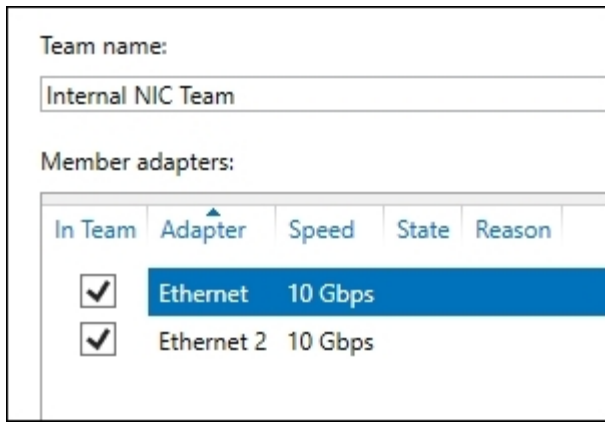 Team name:
Internal NIC Team
Member adapters:
In Team Adapter Speed State Reason
Ethernet 10 Gbps
Ethernet 2 10 Gbps